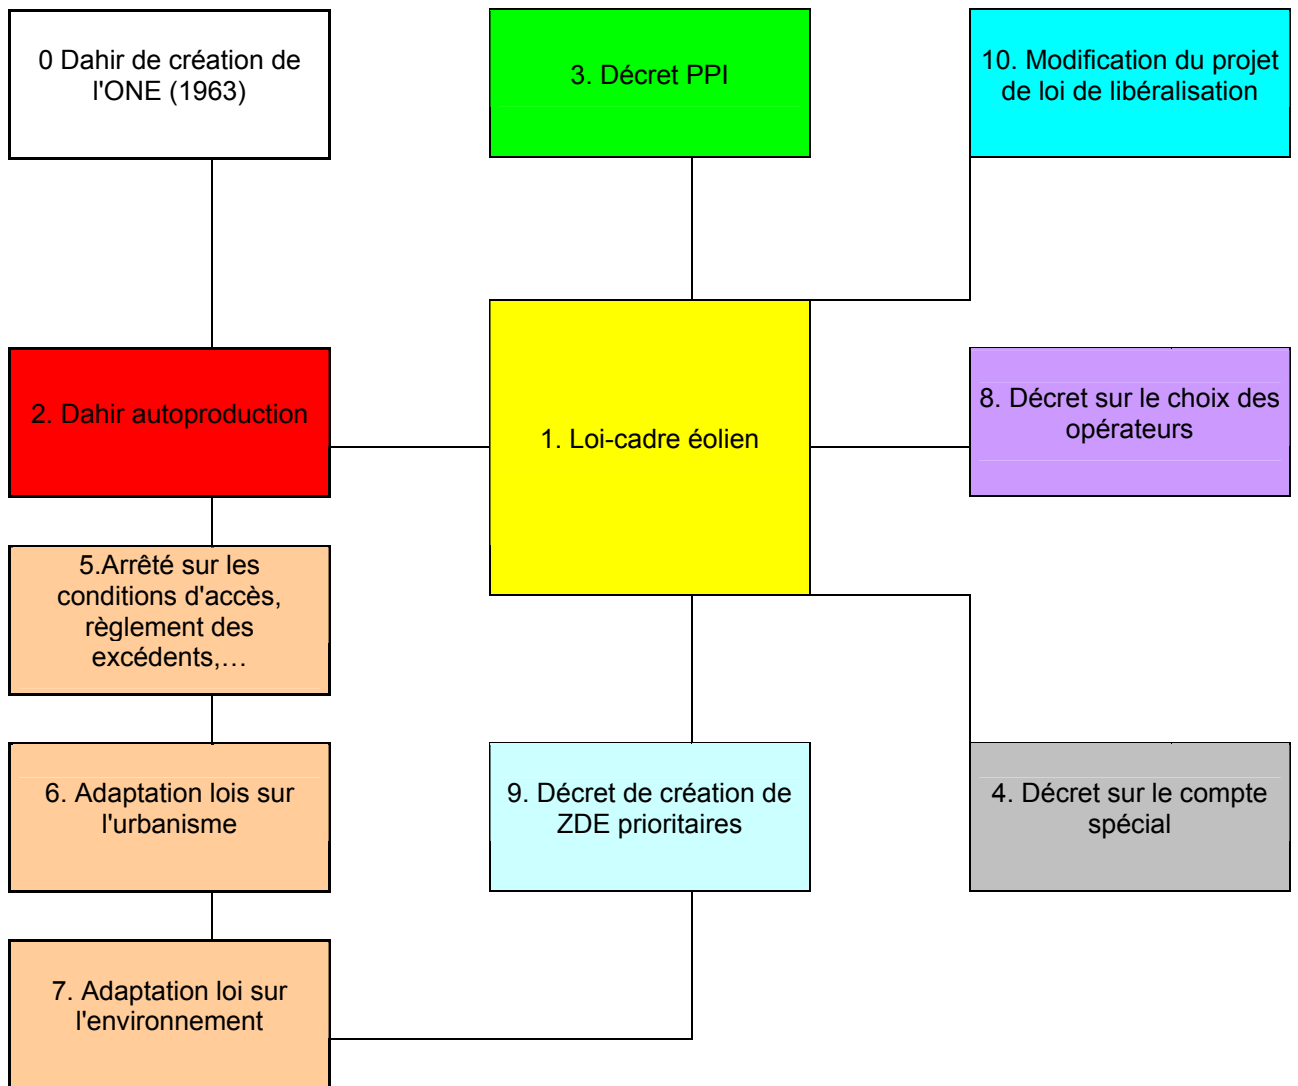 0 Dahir de création de
l'ONE (1963)
3. Décret PPI
10. Modification du projet
de loi de libéralisation
2. Dahir autoproduction
1. Loi-cadre éolien
8. Décret sur le choix des
opérateurs
5.Arrêté sur les
conditions d'accès,
règlement des
excédents,…
6. Adaptation lois sur
l'urbanisme
9. Décret de création de
ZDE prioritaires
4. Décret sur le compte
spécial
7. Adaptation loi sur
l'environnement